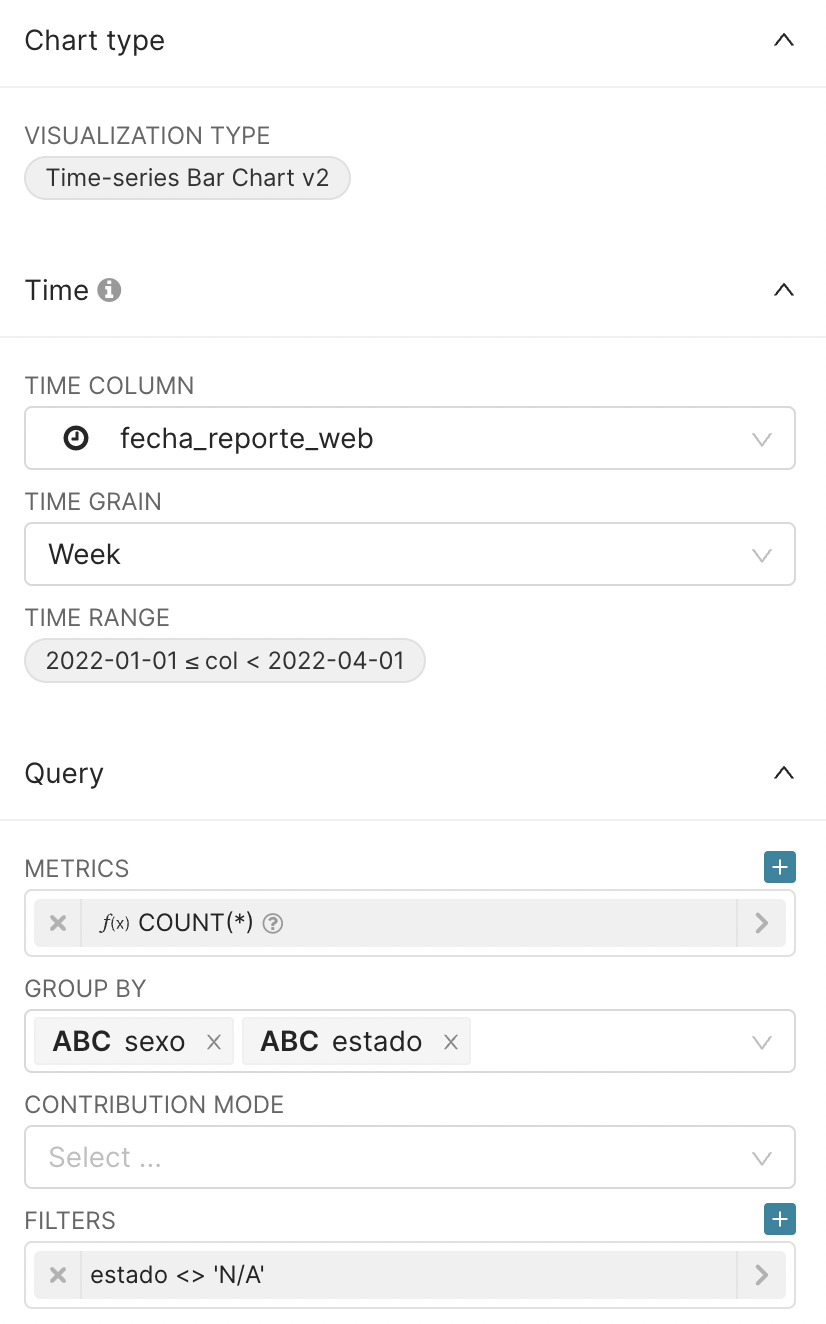 Chart type
VISUALIZATION TYPE
Time-series Bar Chart v2
Time
TIME COLUMN
fecha_reporte_web
TIME GRAIN
Week
TIME RANGE
2022-01-01 ≤ col < 2022-04-01
Query
METRICS
f(x) COUNT(*)
GROUP BY
ABC sexo ABC estado
CONTRIBUTION MODE
Select ...
FILTERS
estado <> 'N/A'